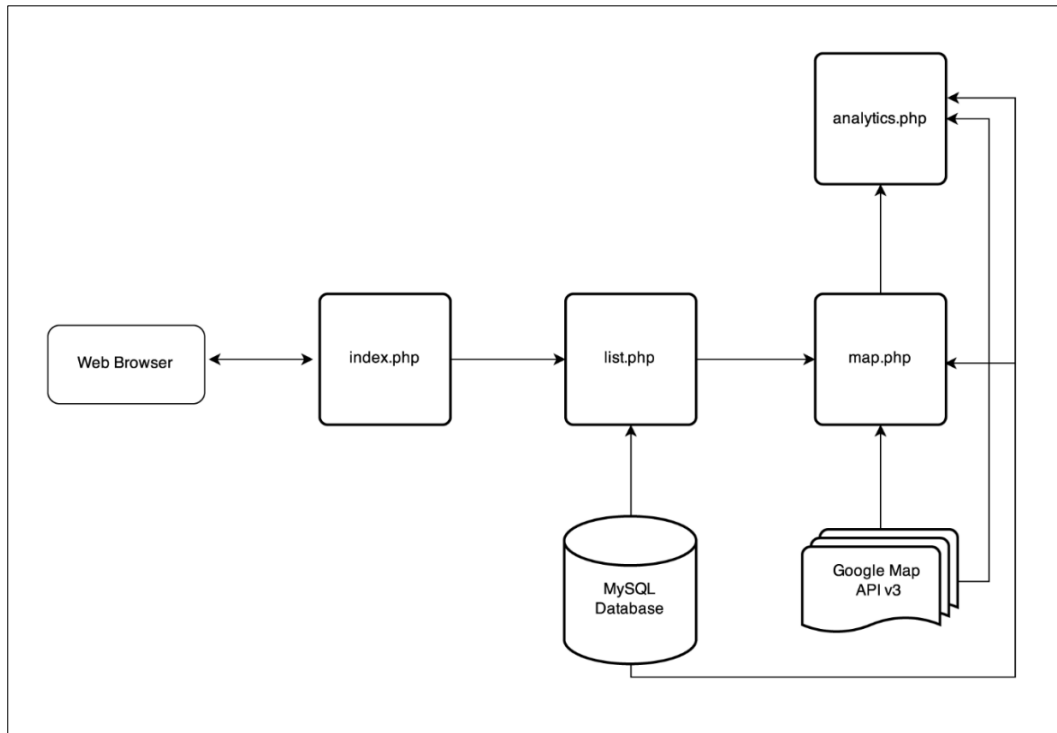 analytics.php
Web Browser
index.php
list.php
map.php
MySQL
Database
Google Map
API v3